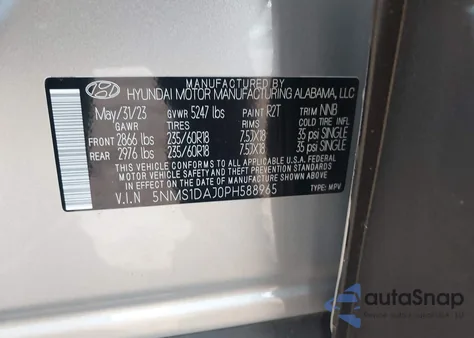 MANUFACTURED BY
HYUNDAI MOTOR MANUFACTURING ALABAMA, LLC
May/31/23 GVWR 5247 lbs PAINT R2T TRIM NNB
GAWR TIRES RIMS COLD TIRE INFL.
FRONT 2866 lbs 235/60R18 7.5JX18 35 psi SINGLE
REAR 2976 lbs 235/60R18 7.5JX18 35 psi SINGLE
THIS VEHICLE CONFORMS TO ALL APPLICABLE U.S. FEDERAL
MOTOR VEHICLE SAFETY STANDARDS IN EFFECT ON THE DATE
OF MANUFACTURE SHOWN ABOVE
V.I.N 5NMS1DAJ0PH588965 TYPE: MPV
autoSnap